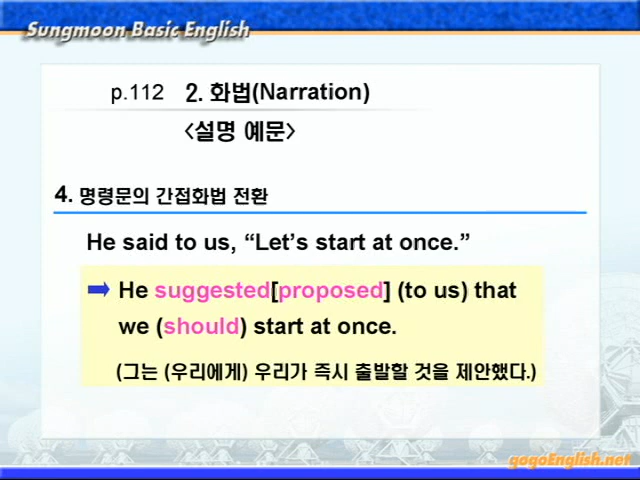 Sungmoon Basic English
p.112 2. 화법(Narration)
<설명 예문>
4. 명령문의 간접화법 전환
He said to us, “Let’s start at once.”
➡ He suggested[proposed] (to us) that
we (should) start at once.
(그는 (우리에게) 우리가 즉시 출발할 것을 제안했다.)
gogoEnglish.net